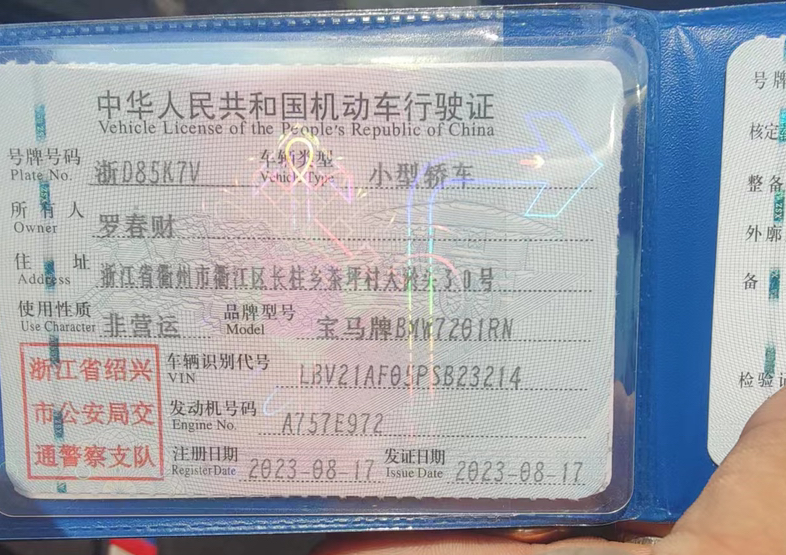 中华人民共和国机动车行驶证
Vehicle License of the People's Republic of China
号牌号码 浙D85K7V 车辆类型 小型轿车
Plate No. Vehicle Type
所有人 罗春财
Owner
住址 浙江省衢州市衢江区长柱乡茶坪村大 头30号
Address
使用性质 非营运 品牌型号 宝马牌BMW7201RN
Use Character Model
浙江省绍兴
市公安局交
通警察支队
车辆识别代号 LBV21AF05PSB23214
VIN
发动机号码 A757E972
Engine No.
注册日期 2023-08-17 发证日期 2023-08-17
Register Date Issue Date
号牌
核定
整备
外廓
备
检验记